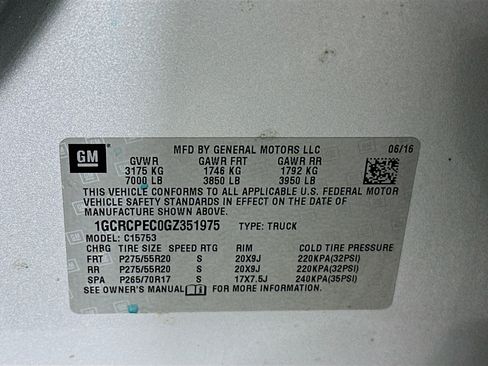 GM
MFD BY GENERAL MOTORS LLC 06/16
GVWR GAWR FRT GAWR RR
3175 KG 1746 KG 1792 KG
7000 LB 3850 LB 3950 LB
THIS VEHICLE CONFORMS TO ALL APPLICABLE U.S. FEDERAL MOTOR
VEHICLE SAFETY STANDARDS IN EFFECT ON THE DATE OF
MANUFACTURE SHOWN ABOVE.
1GCRCPEC0GZ351975 TYPE: TRUCK
MODEL: C15753
CHBG TIRE SIZE SPEED RTG RIM COLD TIRE PRESSURE
FRT P275/55R20 S 20X9J 220KPA(32PSI)
RR P275/55R20 S 20X9J 220KPA(32PSI)
SPA P265/70R17 S 17X7.5J 240KPA(35PSI)
SEE OWNER'S MANUAL FOR MORE INFORMATION.